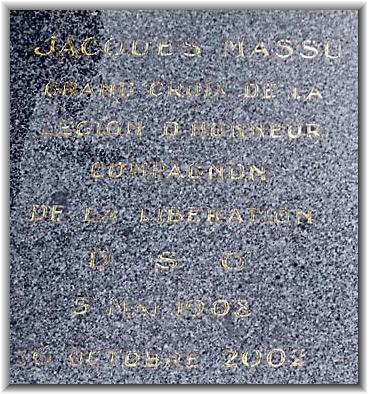 JACQUES MASSU
GRAND CROIX DE LA
LEGION D'HONNEUR
COMPAGNON
DE LA LIBERATION
D S O
5 MAI 1908
26 OCTOBRE 2002